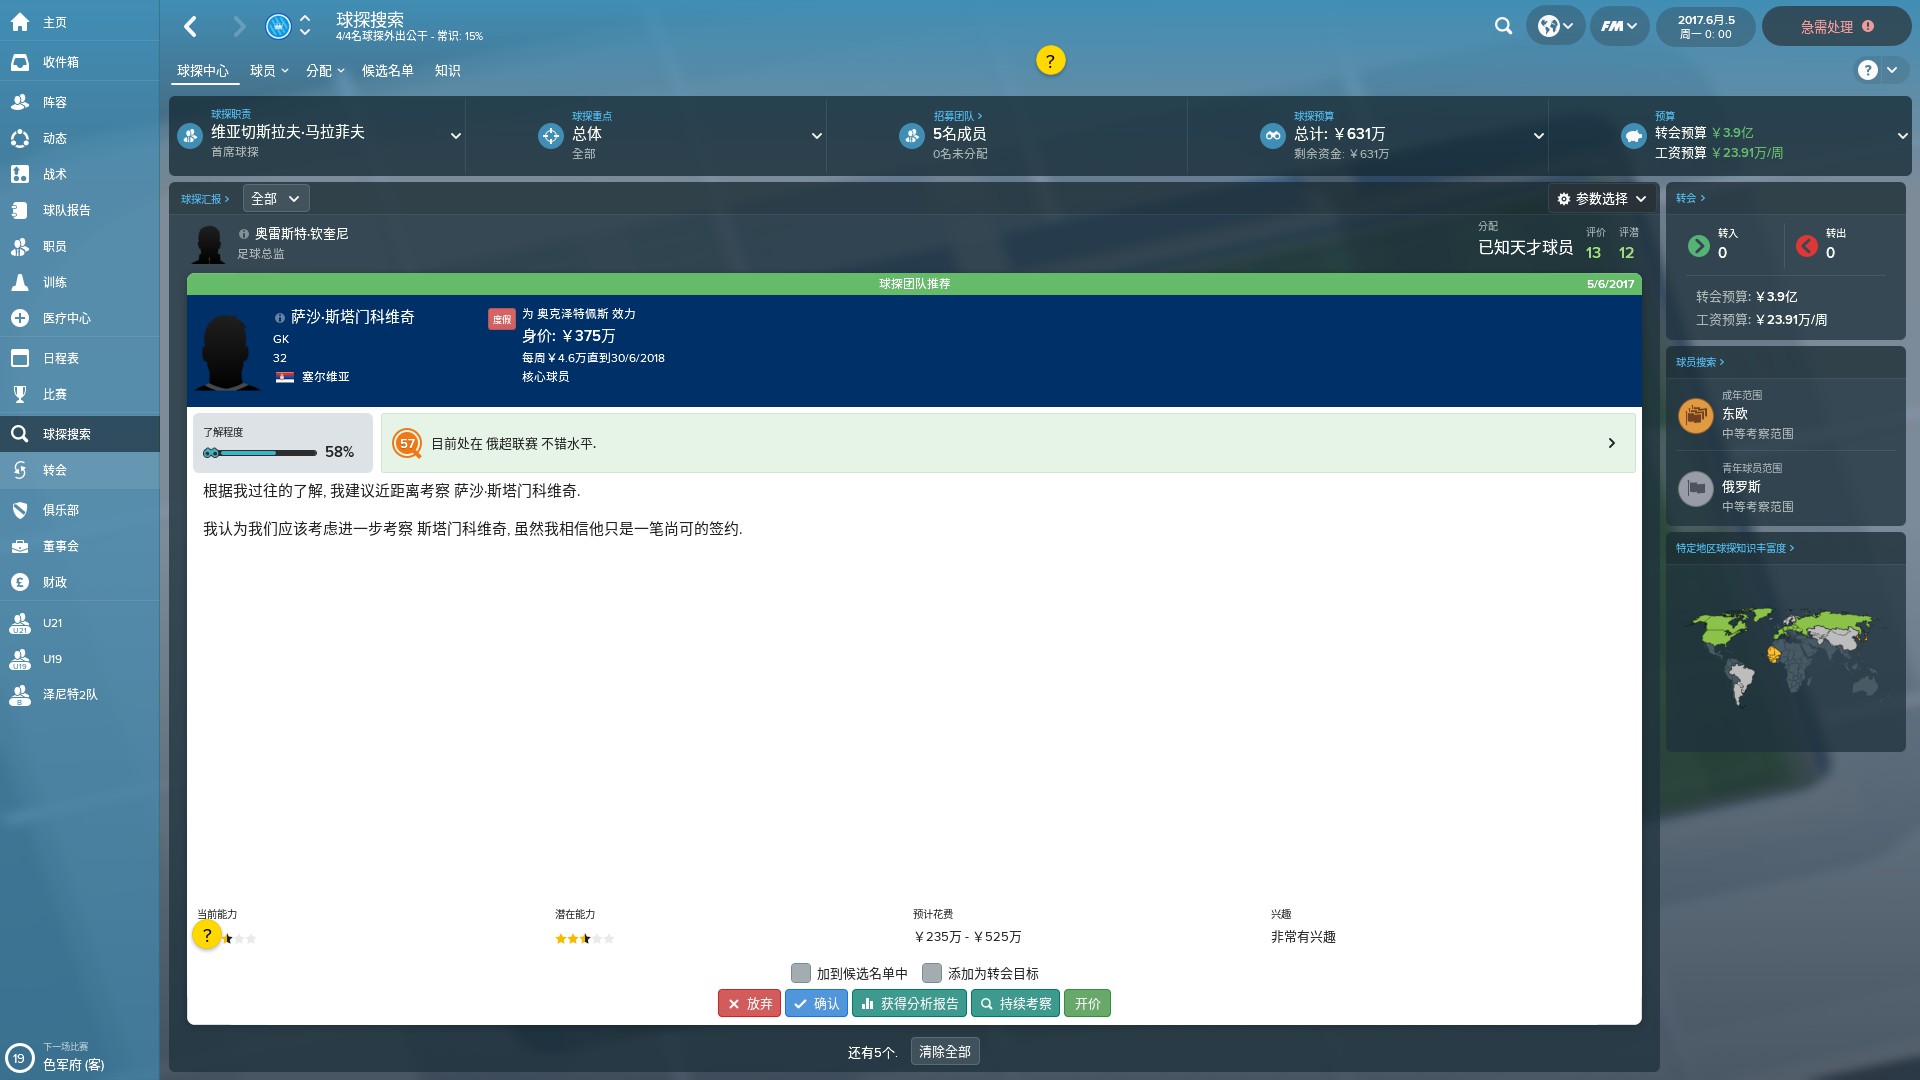 主页
收件箱
阵容
动态
战术
球队报告
职员
训练
医疗中心
日程表
比赛
球探搜索
转会
俱乐部
董事会
财政
U21
U21
U19
U19
B
泽尼特2队
19
下一场比赛
色军府 (客)
球探搜索
4/4名球探外出公干 - 常识: 15%
FM
2017.6月.5
周一 0: 00
急需处理
球探中心
球员
分配
候选名单
知识
?
?
球探职责
维亚切斯拉夫·马拉菲夫
首席球探
球探重点
总体
全部
招募团队
5名成员
0名未分配
球探预算
总计: ￥631万
剩余资金: ￥631万
预算
转会预算 ￥3.9亿
工资预算 ￥23.91万/周
球探汇报
全部
参数选择
奥雷斯特·钦奎尼
足球总监
分配
已知天才球员
评价
13
评潜
12
球探团队推荐
5/6/2017
萨沙·斯塔门科维奇
GK
32
塞尔维亚
度假
为 奥克泽特佩斯 效力
身价: ￥375万
每周￥4.6万直到30/6/2018
核心球员
了解程度
58%
57
目前处在 俄超联赛 不错水平.
根据我过往的了解, 我建议近距离考察 萨沙·斯塔门科维奇.
我认为我们应该考虑进一步考察 斯塔门科维奇, 虽然我相信他只是一笔尚可的签约.
当前能力
?
潜在能力
预计花费
￥235万 - ￥525万
兴趣
非常有兴趣
加到候选名单中
添加为转会目标
放弃
确认
获得分析报告
持续考察
开价
还有5个.
清除全部
转会
转入
0
转出
0
转会预算: ￥3.9亿
工资预算: ￥23.91万/周
球员搜索
成年范围
东欧
中等考察范围
青年球员范围
俄罗斯
中等考察范围
特定地区球探知识丰富度